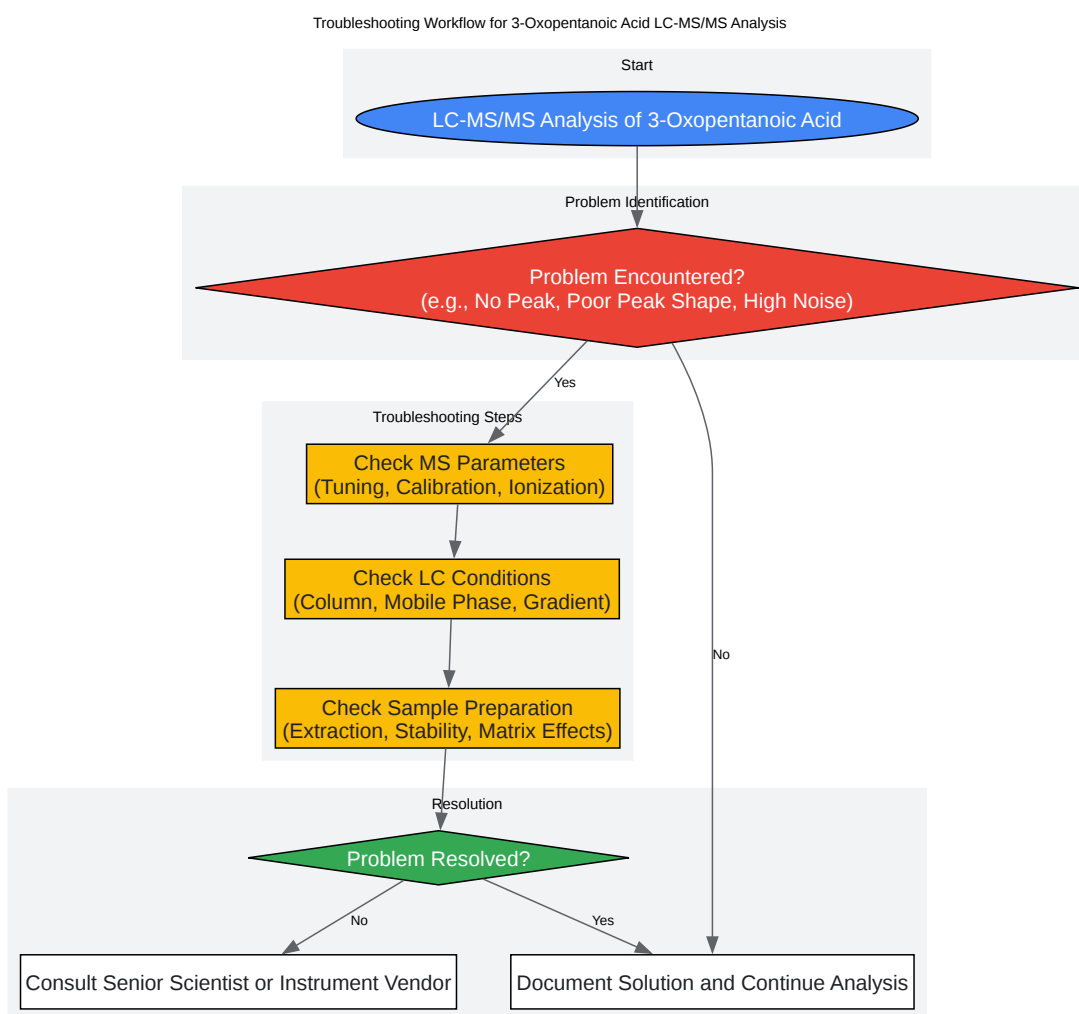 Troubleshooting Workflow for 3-Oxopentanoic Acid LC-MS/MS Analysis
Start
LC-MS/MS Analysis of 3-Oxopentanoic Acid
Problem Identification
Problem Encountered?
(e.g., No Peak, Poor Peak Shape, High Noise)
Yes
Troubleshooting Steps
Check MS Parameters
(Tuning, Calibration, Ionization)
Check LC Conditions
(Column, Mobile Phase, Gradient)
No
Check Sample Preparation
(Extraction, Stability, Matrix Effects)
Resolution
Problem Resolved?
No
Yes
Consult Senior Scientist or Instrument Vendor
Document Solution and Continue Analysis